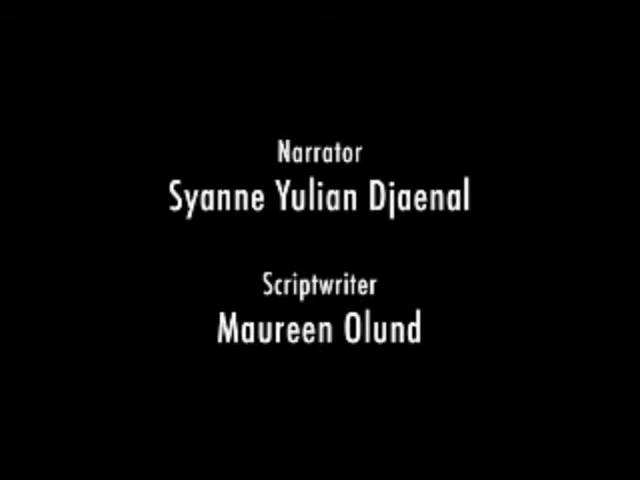 Narrator
Syanne Yulian Djaenal
Scriptwriter
Maureen Olund